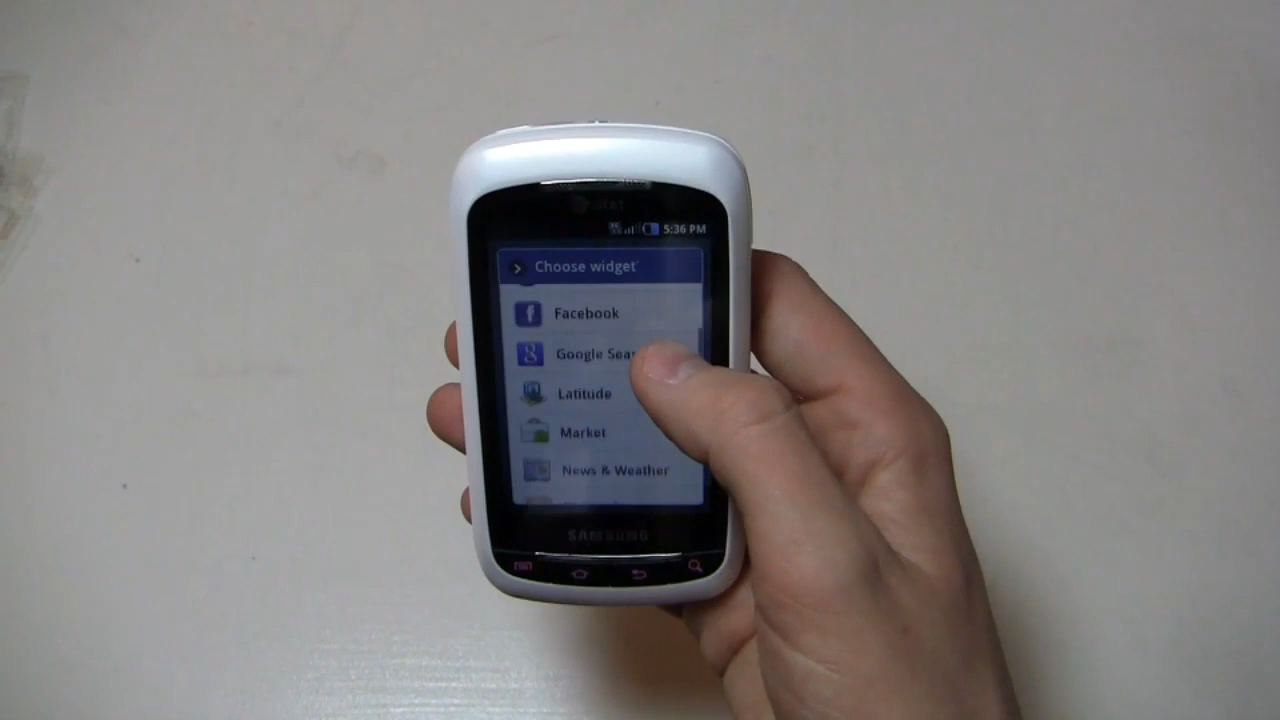 at&t
5:36 PM
Choose widget
Facebook
Google Sear
Latitude
Market
News & Weather
SAMSUNG